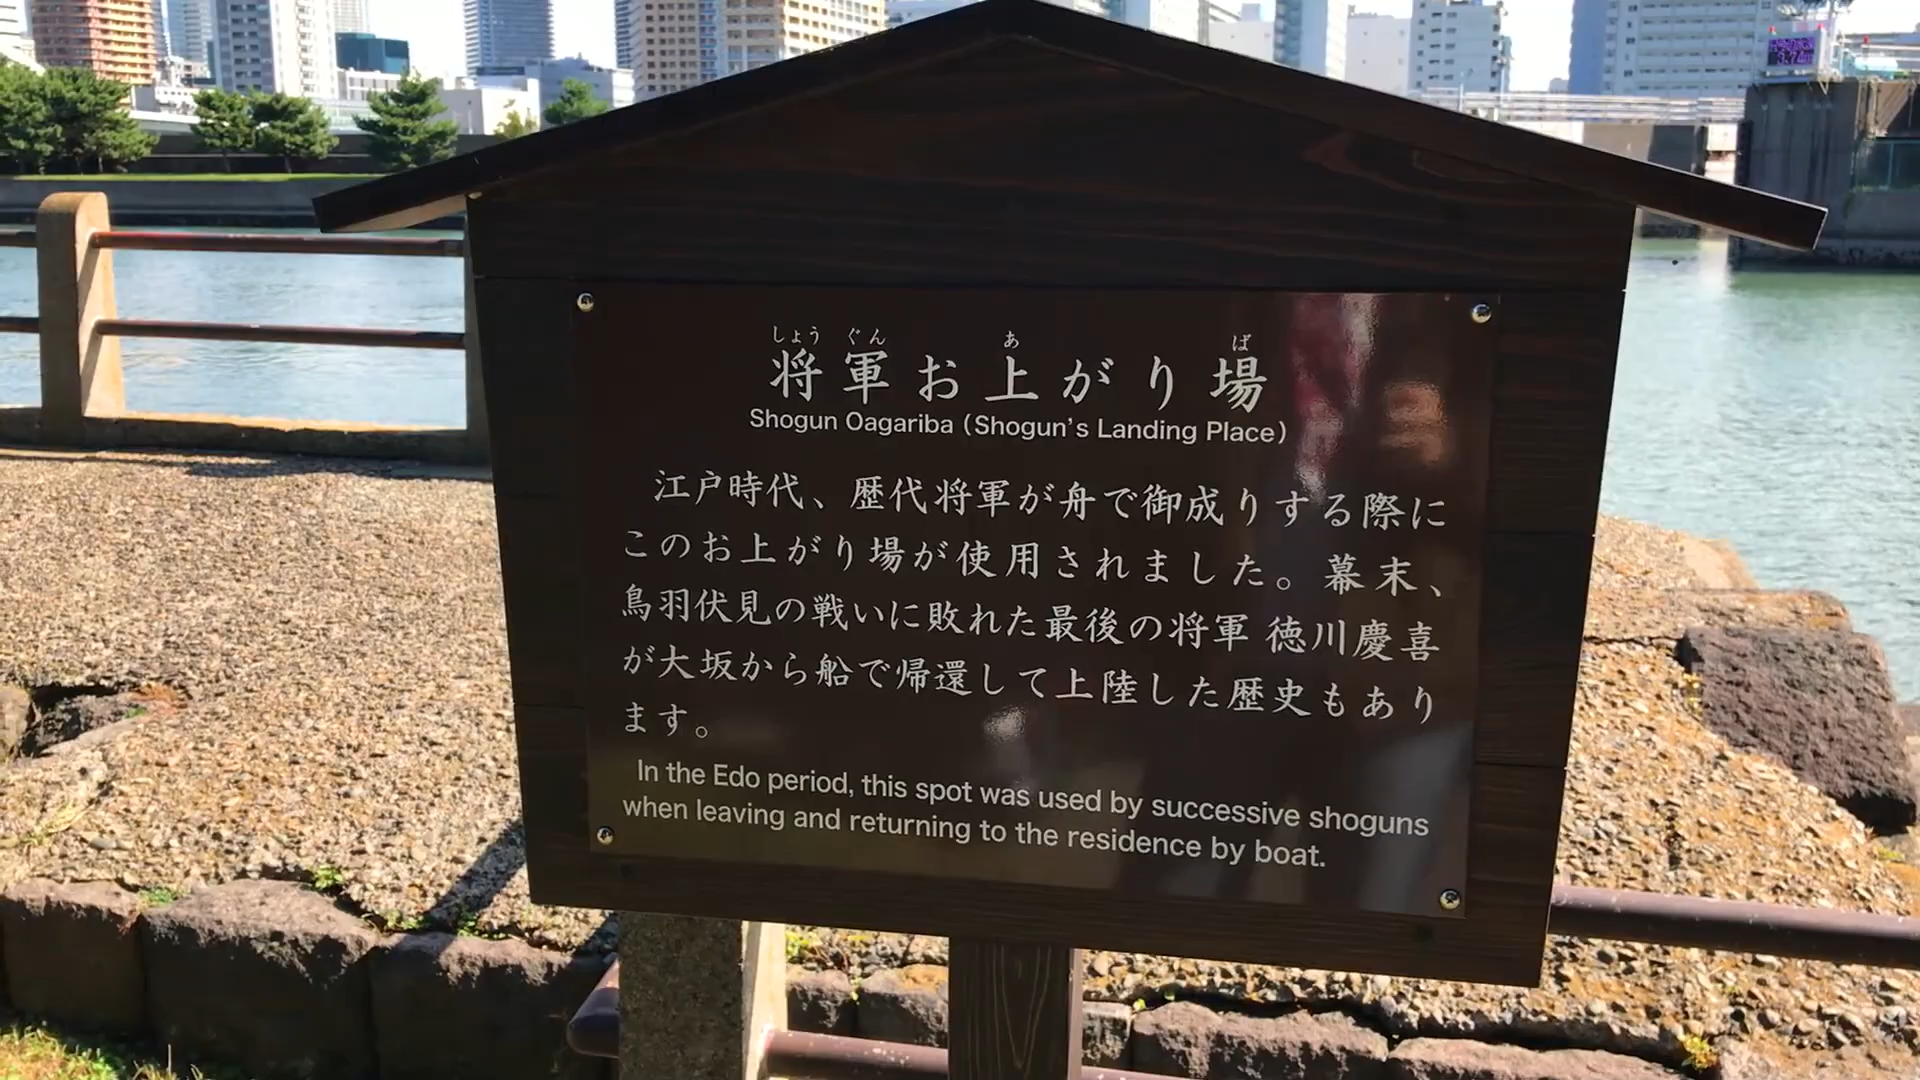 しょう ぐん あ ば
将軍お上がり場
Shogun Oagariba (Shogun's Landing Place)
江戸時代、歴代将軍が舟で御成りする際に
このお上がり場が使用されました。幕末、
鳥羽伏見の戦いに敗れた最後の将軍 徳川慶喜
が大坂から船で帰還して上陸した歴史もあり
ます。
In the Edo period, this spot was used by successive shoguns
when leaving and returning to the residence by boat.